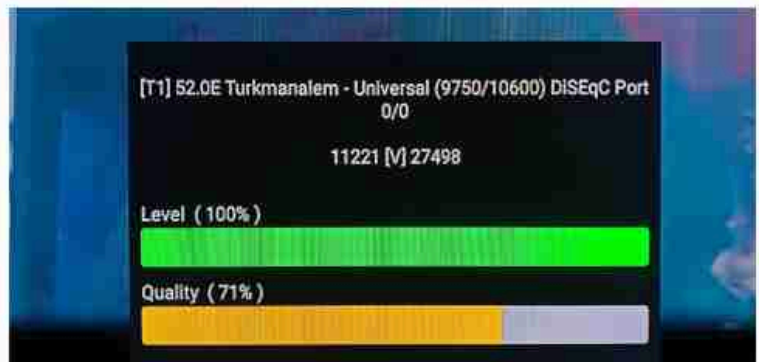 [T1] 52.0E Turkmanalem - Universal (9750/10600) DiSEqC Port
0/0
11221 [V] 27498
Level ( 100% )
Quality ( 71% )